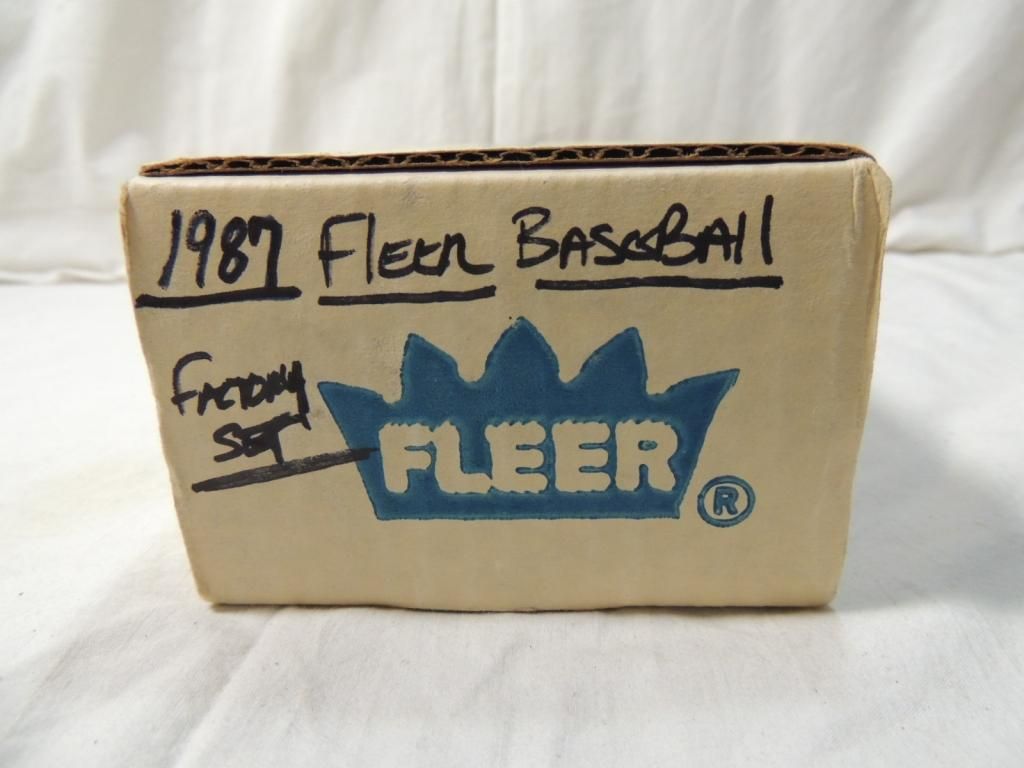 1987 Fleer BasEBAll
FACTORY
SET
FLEER
®